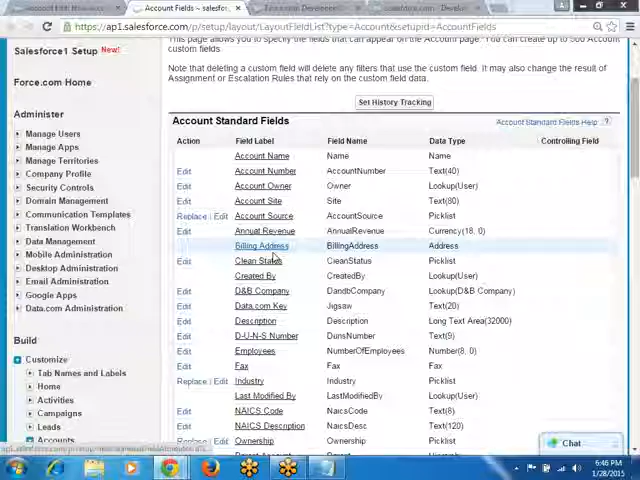 Account Fields ~ salesfor
salesforce.com - Develo
https://ap1.salesforce.com/p/setup/layout/LayoutFieldList?type=Account&setupid=AccountFields
Salesforce1 Setup New!
Force.com Home
Administer
Manage Users
Manage Apps
Manage Territories
Company Profile
Security Controls
Domain Management
Communication Templates
Translation Workbench
Data Management
Mobile Administration
Desktop Administration
Email Administration
Google Apps
Data.com Administration
Build
Customize
Tab Names and Labels
Home
Activities
Campaigns
Leads
Accounts
This page allows you to specify the fields that can appear on the Account page. You can create up to 500 Account
custom fields.
Note that deleting a custom field will delete any filters that use the custom field. It may also change the result of
Assignment or Escalation Rules that rely on the custom field data.
Set History Tracking
Account Standard Fields
Account Standard Fields Help ?
Action Field Label Field Name Data Type Controlling Field
Account Name Name Name
Edit Account Number AccountNumber Text(40)
Edit Account Owner Owner Lookup(User)
Edit Account Site Site Text(80)
Replace | Edit Account Source AccountSource Picklist
Edit Annual Revenue AnnualRevenue Currency(18, 0)
Billing Address BillingAddress Address
Edit Clean Status CleanStatus Picklist
Created By CreatedBy Lookup(User)
Edit D&B Company DandbCompany Lookup(D&B Company)
Edit Data.com Key Jigsaw Text(20)
Edit Description Description Long Text Area(32000)
Edit D-U-N-S Number DunsNumber Text(9)
Edit Employees NumberOfEmployees Number(8, 0)
Edit Fax Fax Fax
Replace | Edit Industry Industry Picklist
Last Modified By LastModifiedBy Lookup(User)
Edit NAICS Code NaicsCode Text(8)
Edit NAICS Description NaicsDesc Text(120)
Replace | Edit Ownership Ownership Picklist
Chat
6:46 PM
1/28/2015